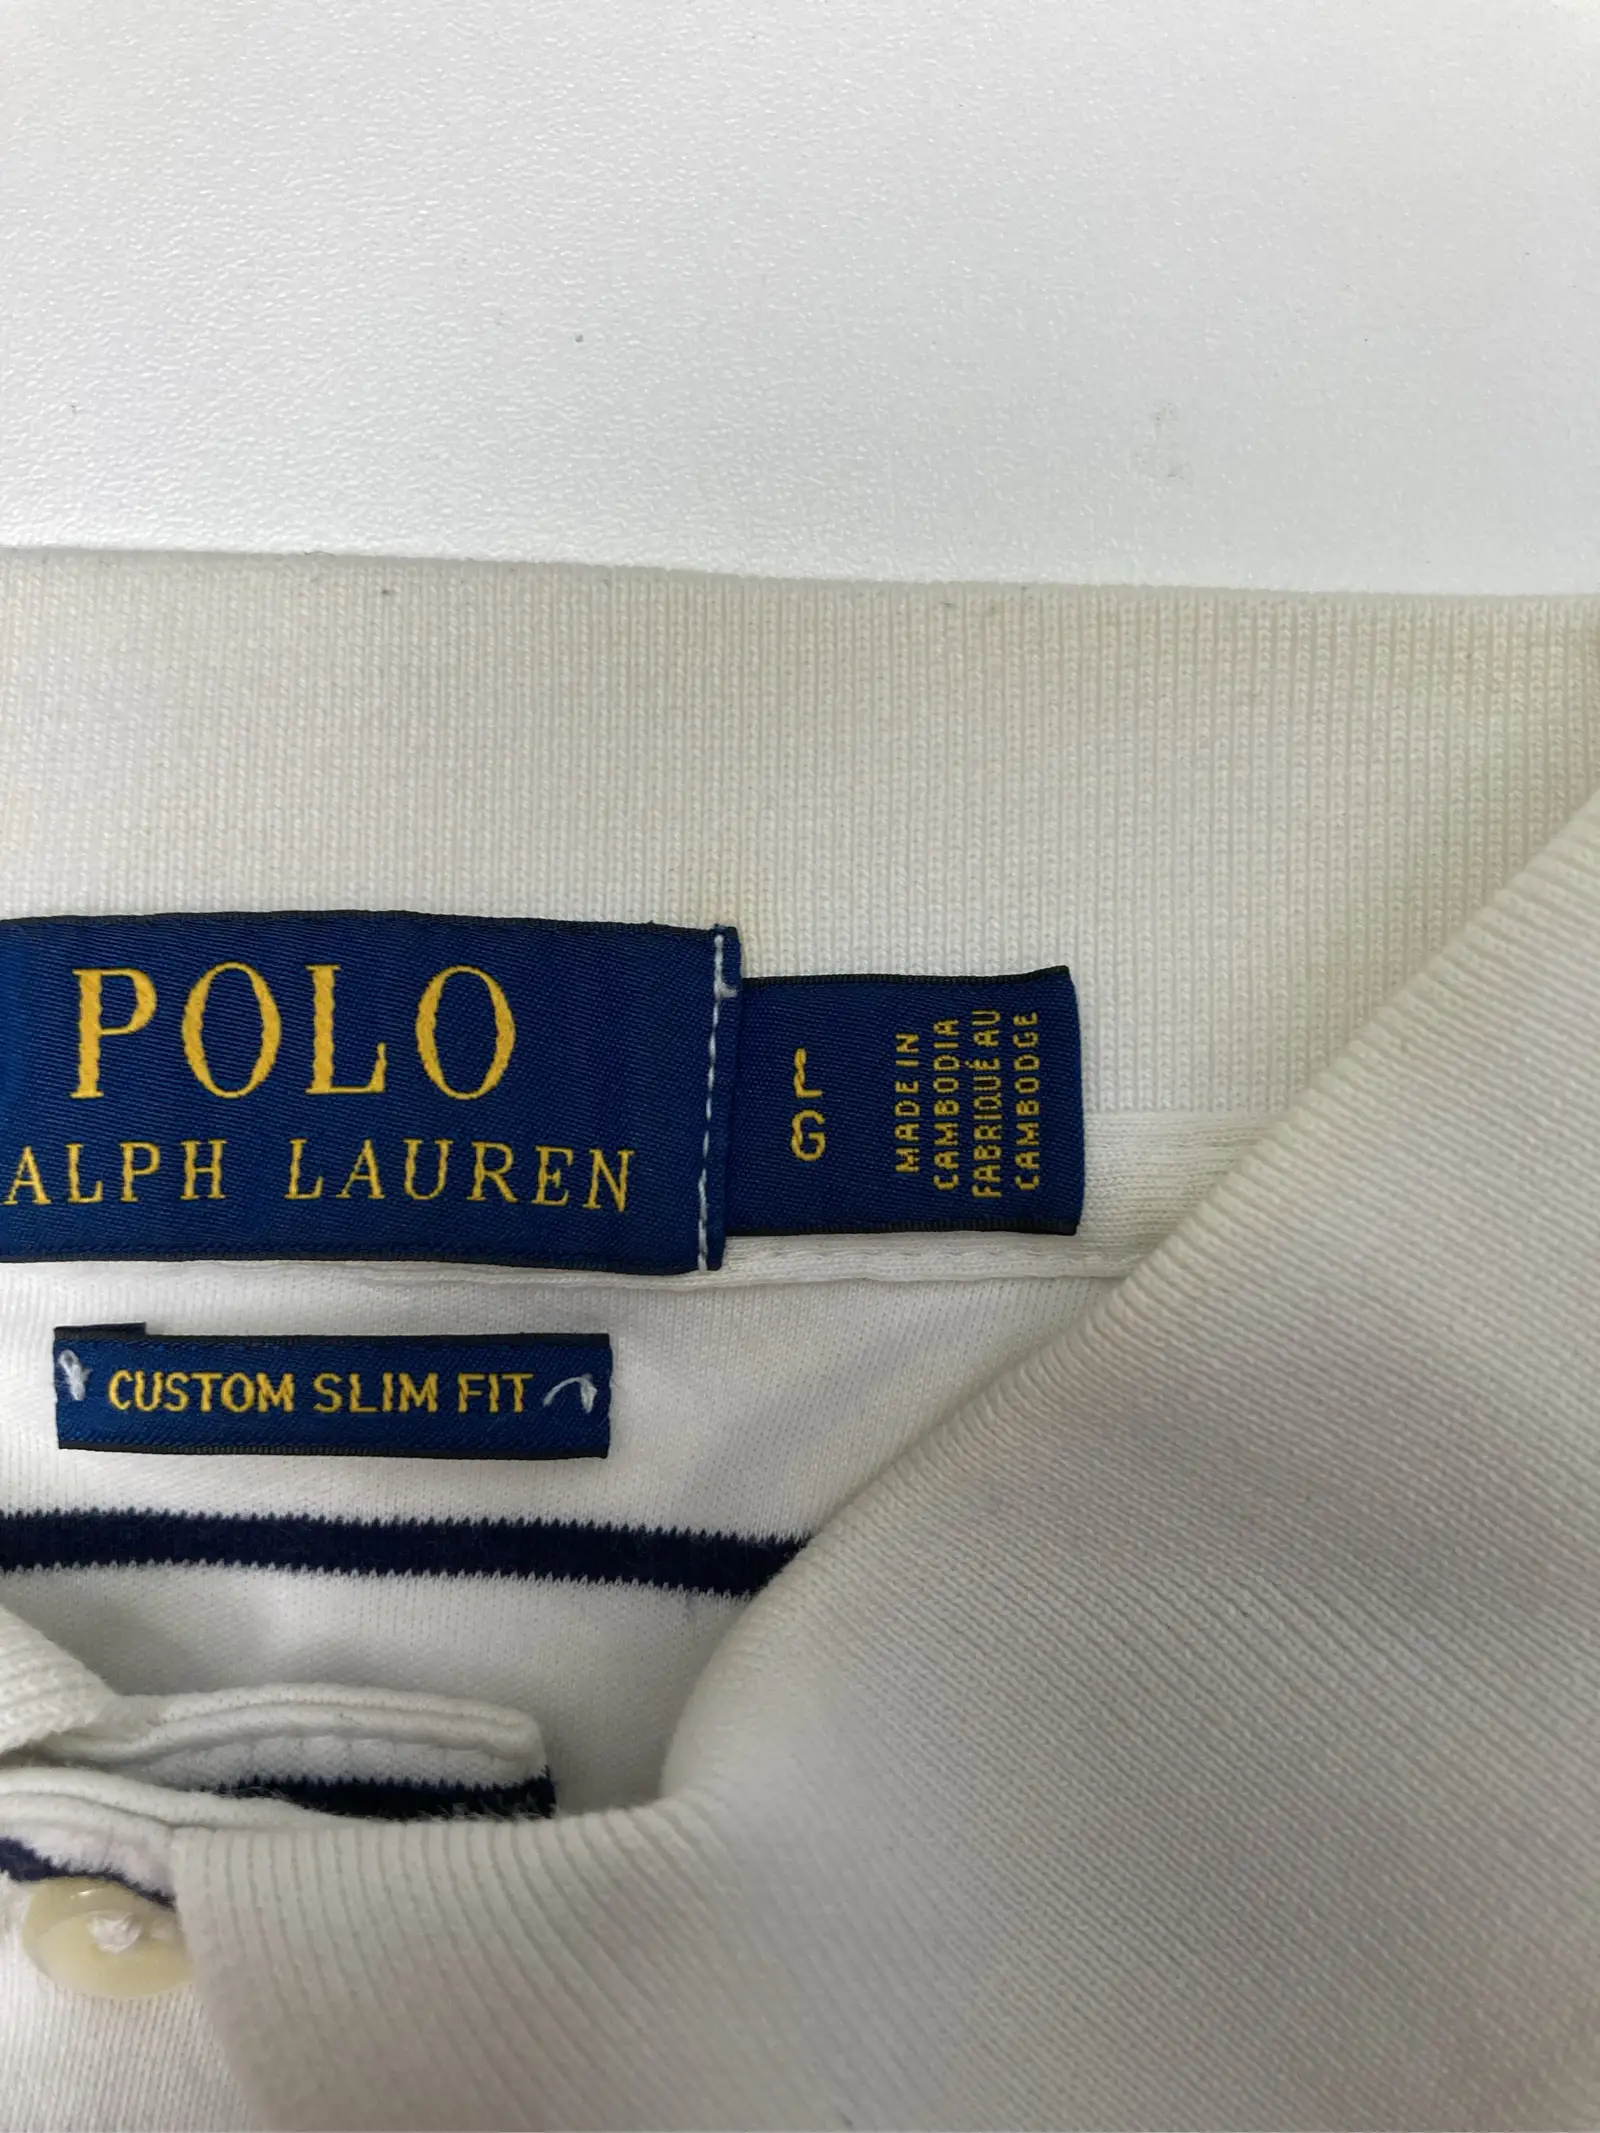 POLO
ALPH LAUREN
L
G
MADE IN
CAMBODIA
FABRIQUÉ AU
CAMBODGE
CUSTOM SLIM FIT